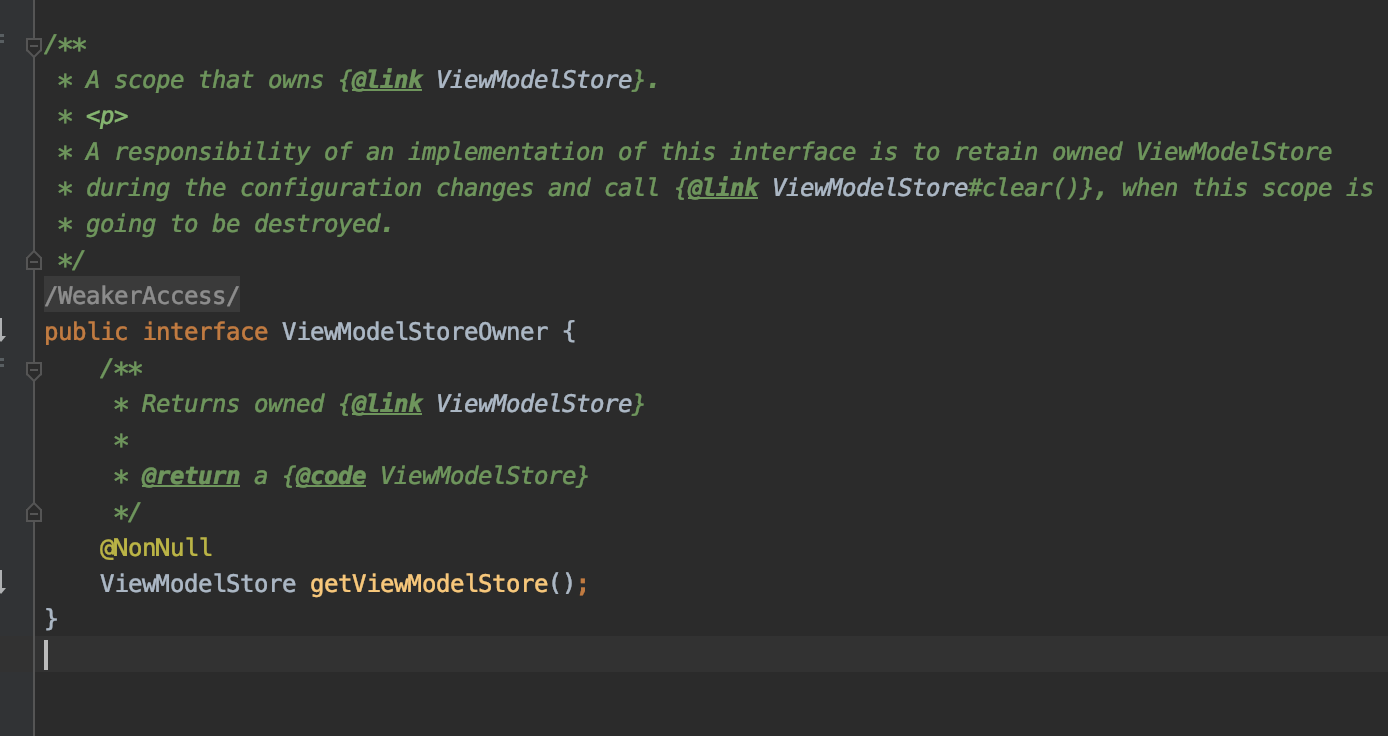 /**
 * A scope that owns {@link ViewModelStore}.
 * <p>
 * A responsibility of an implementation of this interface is to retain owned ViewModelStore
 * during the configuration changes and call {@link ViewModelStore#clear()}, when this scope is
 * going to be destroyed.
 */
/WeakerAccess/
public interface ViewModelStoreOwner {
    /**
     * Returns owned {@link ViewModelStore}
     *
     * @return a {@code ViewModelStore}
     */
    @NonNull
    ViewModelStore getViewModelStore();
}